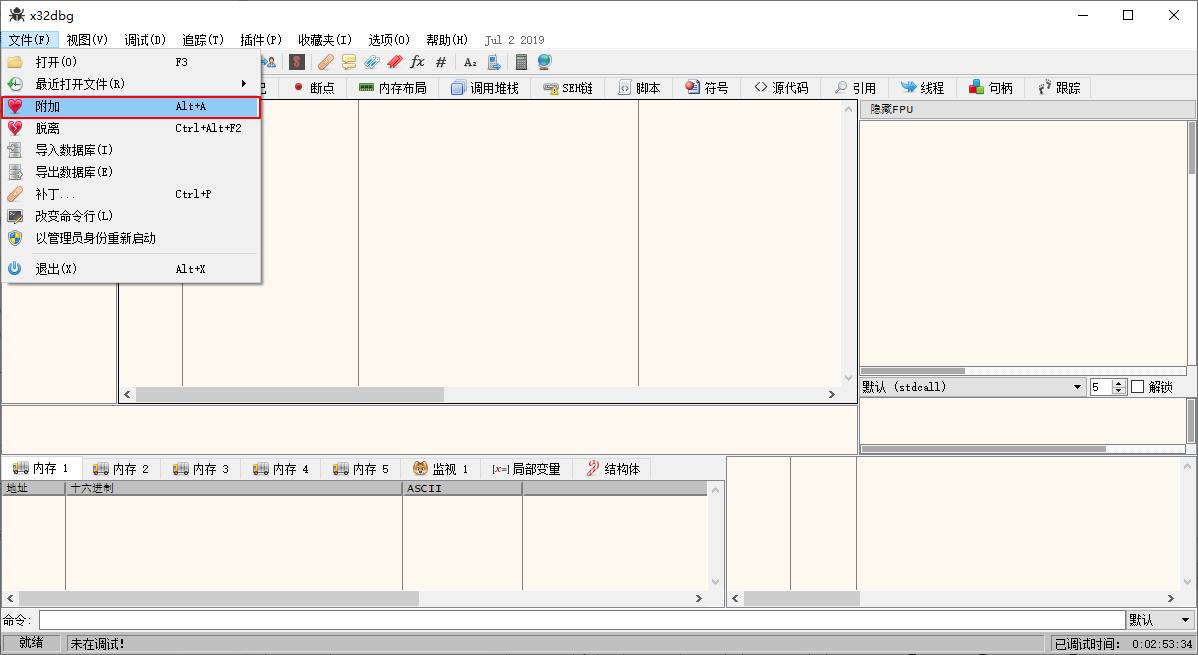 x32dbg
文件(F) 视图(V) 调试(D) 追踪(T) 插件(P) 收藏夹(I) 选项(O) 帮助(H) Jul 2 2019
打开(O) F3
最近打开文件(R)
附加 Alt+A
脱离 Ctrl+Alt+F2
导入数据库(I)
导出数据库(E)
补丁... Ctrl+P
改变命令行(L)
以管理员身份重新启动
退出(X) Alt+X
$ fx # A₂
断点 内存布局 调用堆栈 SEH链 脚本 符号 源代码 引用 线程 句柄 跟踪
隐藏FPU
默认 (stdcall) 5 解锁
内存 1 内存 2 内存 3 内存 4 内存 5 监视 1 [x=] 局部变量 结构体
地址 十六进制 ASCII
命令: 默认
就绪 未在调试! 已调试时间: 0:02:53:34